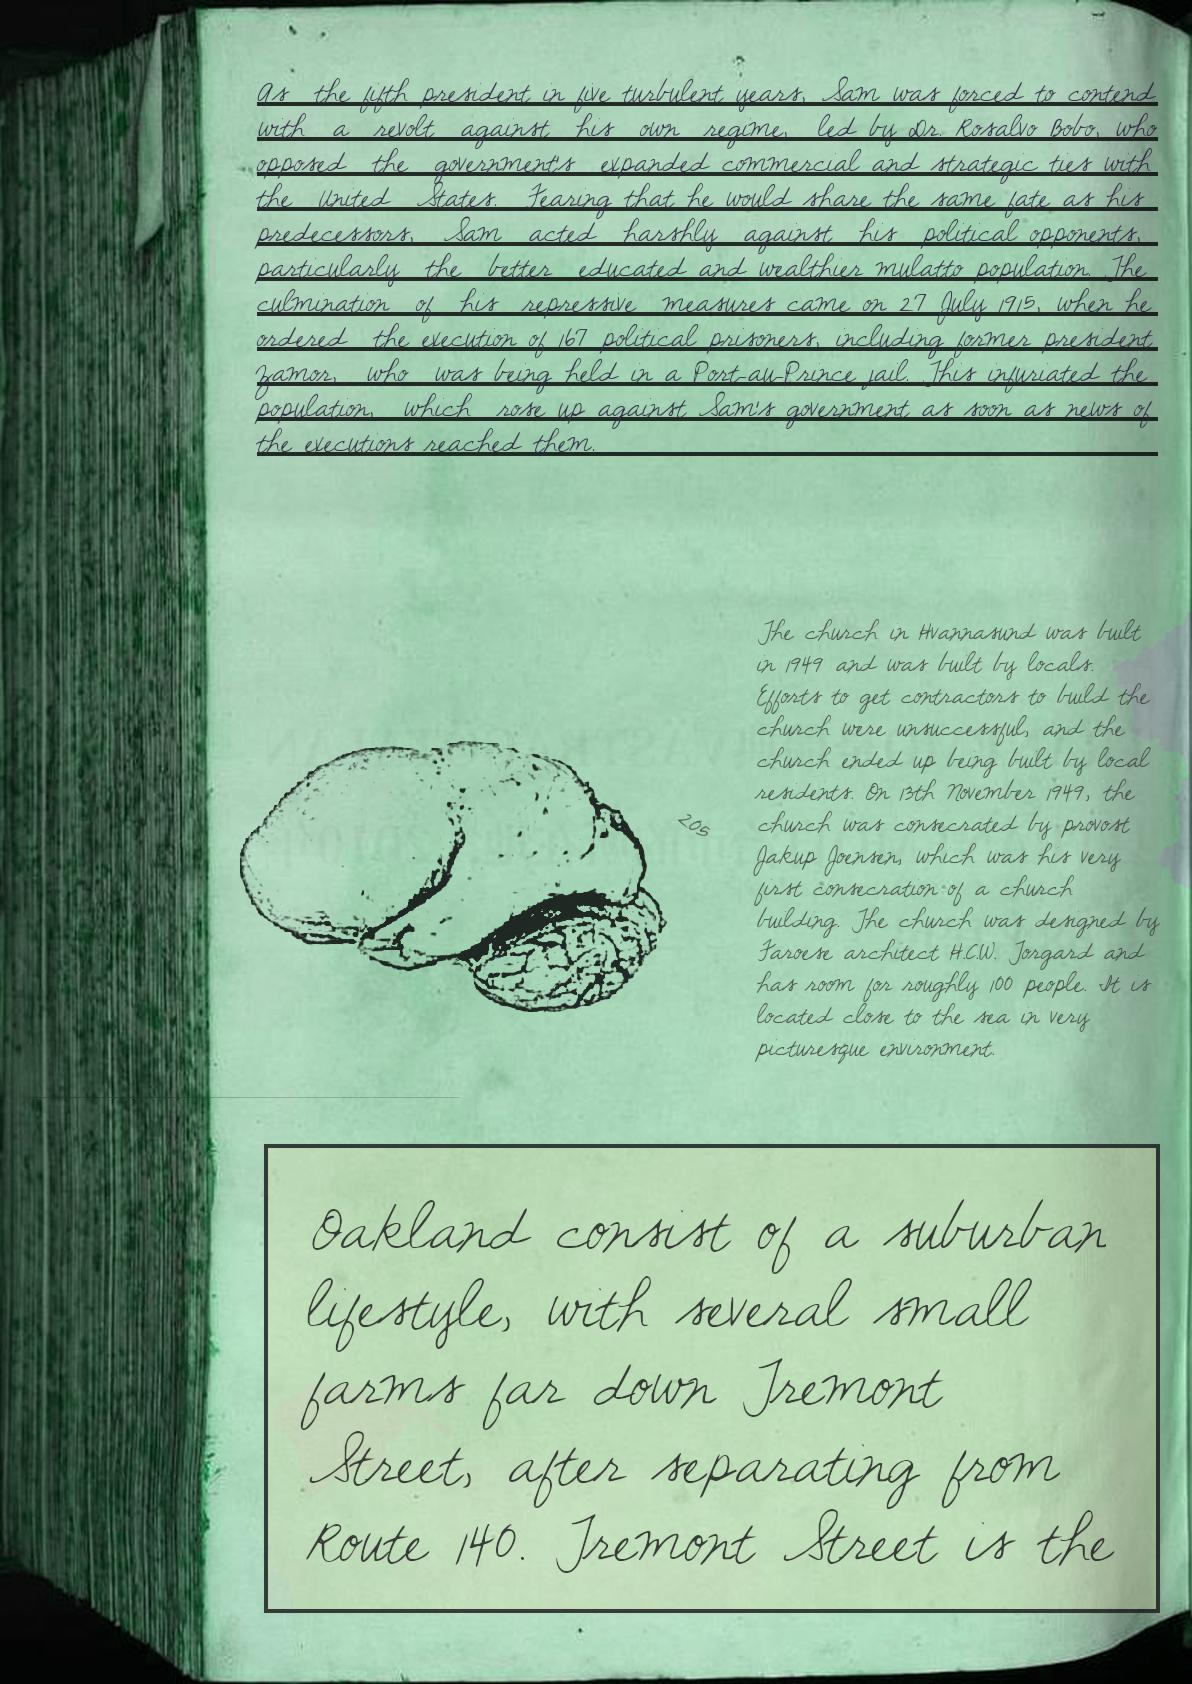 As the fifth president in five turbulent years, Sam was forced to contend
with a revolt against his own regime, led by Dr. Rosalvo Bobo, who
opposed the government's expanded commercial and strategic ties with
the United States. Fearing that he would share the same fate as his
predecessors, Sam acted harshly against his political opponents,
particularly the better educated and wealthier mulatto population. The
culmination of his repressive measures came on 27 July 1915, when he
ordered the execution of 167 political prisoners, including former president
Zamor, who was being held in a Port-au-Prince jail. This infuriated the
population, which rose up against Sam's government as soon as news of
the executions reached them.
The church in Hvannasund was built
in 1949 and was built by locals.
Efforts to get contractors to build the
church were unsuccessful, and the
church ended up being built by local
residents. On 13th November 1949, the
church was consecrated by provost
Jakup Joensen, which was his very
first consecration of a church
building. The church was designed by
Faroese architect H.C.W. Torgard and
has room for roughly 100 people. It is
located close to the sea in very
picturesque environment.
205
Oakland consist of a suburban
lifestyle, with several small
farms far down Tremont
Street, after separating from
Route 140. Tremont Street is the